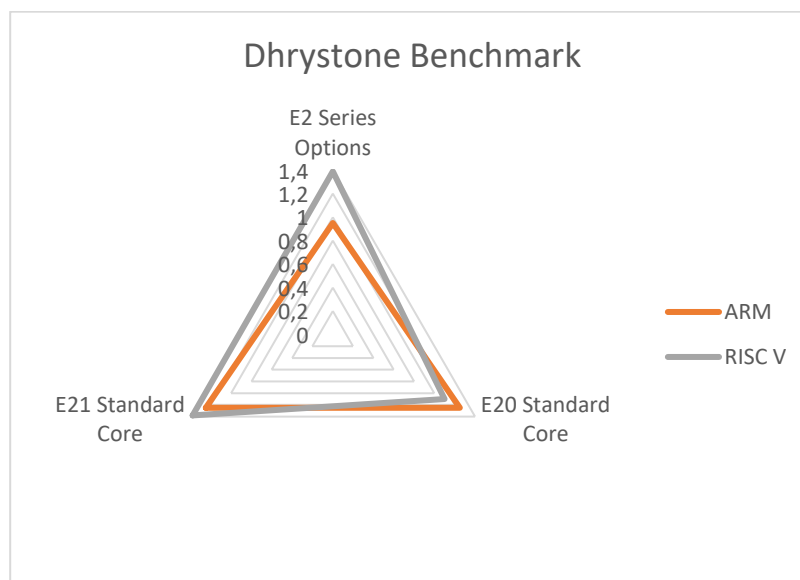 Dhrystone Benchmark
E2 Series
Options
1,4
1,2
1
0,8
0,6
0,4
0,2
0
ARM
RISC V
E21 Standard
Core
E20 Standard
Core